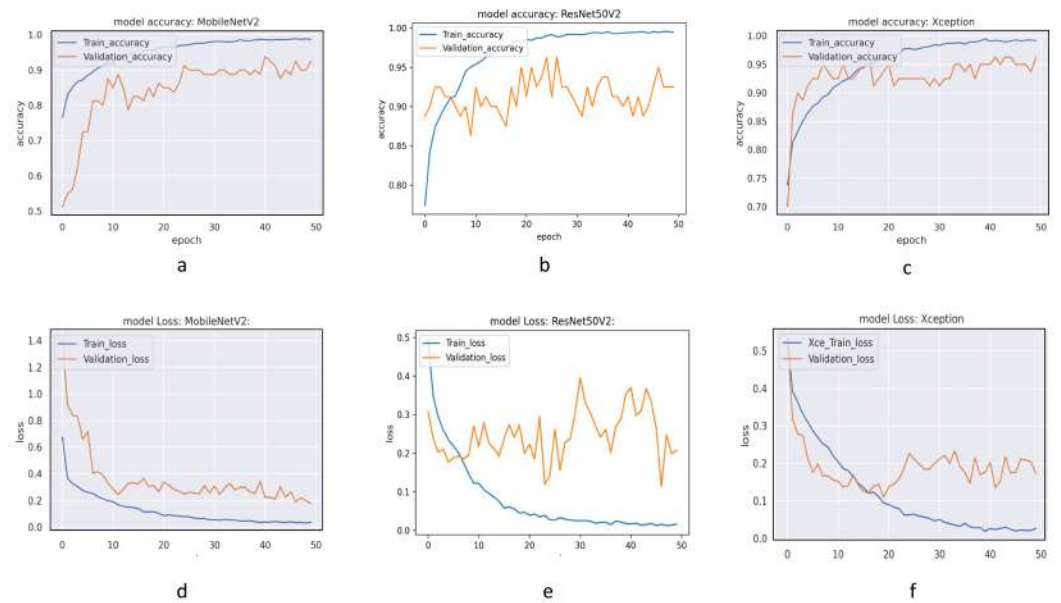 model accuracy: MobileNetV2
Train_accuracy
Validation_accuracy
1.0
0.9
0.8
0.7
0.6
0.5
accuracy
0 10 20 30 40 50
epoch
a
model accuracy: ResNet50V2
Train_accuracy
Validation_accuracy
1.00
0.95
0.90
0.85
0.80
accuracy
0 10 20 30 40 50
epoch
b
model accuracy: Xception
Train_accuracy
Validation_accuracy
1.00
0.95
0.90
0.85
0.80
0.75
0.70
accuracy
0 10 20 30 40 50
epoch
c
model Loss: MobileNetV2:
Train_loss
Validation_loss
1.4
1.2
1.0
0.8
0.6
0.4
0.2
0.0
loss
0 10 20 30 40 50
d
model Loss: ResNet50V2:
Train_loss
Validation_loss
0.5
0.4
0.3
0.2
0.1
0.0
loss
0 10 20 30 40 50
e
model Loss: Xception
Xce_Train_loss
Validation_loss
0.5
0.4
0.3
0.2
0.1
0.0
loss
0 10 20 30 40 50
f